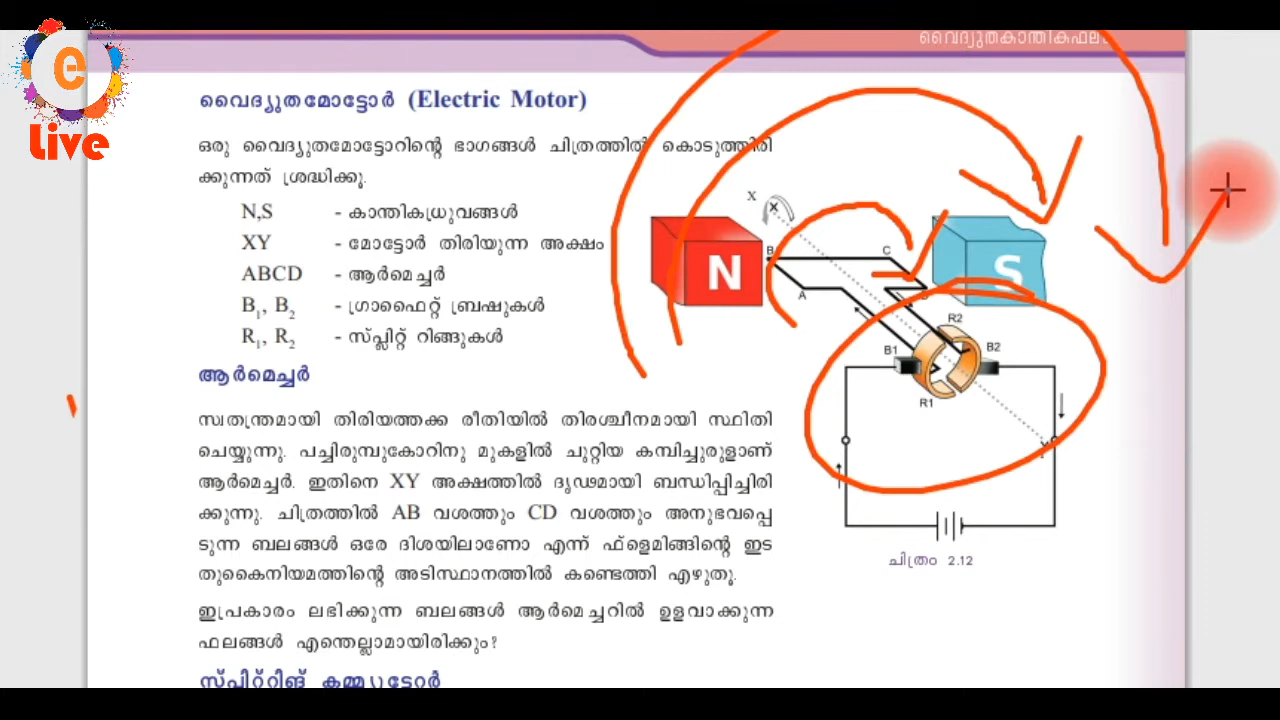 e
Live
വൈദ്യുതകാന്തികഫലം
വൈദ്യുതമോട്ടോർ (Electric Motor)
ഒരു വൈദ്യുതമോട്ടോറിന്റെ ഭാഗങ്ങൾ ചിത്രത്തിൽ കൊടുത്തിരി
ക്കുന്നത് ശ്രദ്ധിക്കൂ.
N,S - കാന്തികധ്രുവങ്ങൾ
XY - മോട്ടോർ തിരിയുന്ന അക്ഷം
ABCD - ആർമെച്ചർ
B1, B2 - ഗ്രാഫൈറ്റ് ബ്രഷുകൾ
R1, R2 - സ്പ്ലിറ്റ് റിങ്ങുകൾ
ആർമെച്ചർ
സ്വതന്ത്രമായി തിരിയത്തക്ക രീതിയിൽ തിരശ്ചീനമായി സ്ഥിതി
ചെയ്യുന്നു. പച്ചിരുമ്പുകോറിനു മുകളിൽ ചുറ്റിയ കമ്പിച്ചുരുളാണ്
ആർമെച്ചർ. ഇതിനെ XY അക്ഷത്തിൽ ദൃഢമായി ബന്ധിപ്പിച്ചിരി
ക്കുന്നു. ചിത്രത്തിൽ AB വശത്തും CD വശത്തും അനുഭവപ്പെ
ടുന്ന ബലങ്ങൾ ഒരേ ദിശയിലാണോ എന്ന് ഫ്ളെമിങ്ങിന്റെ ഇട
തുകൈനിയമത്തിന്റെ അടിസ്ഥാനത്തിൽ കണ്ടെത്തി എഴുതൂ.
ഇപ്രകാരം ലഭിക്കുന്ന ബലങ്ങൾ ആർമെച്ചറിൽ ഉളവാക്കുന്ന
ഫലങ്ങൾ എന്തെല്ലാമായിരിക്കും?
സ്പ്ലിറ്റ്റിങ് കമ്മ്യൂട്ടേറ്റർ
X
X
N
B
C
S
A
D
R2
B1
B2
R1
Y
ചിത്രം 2.12